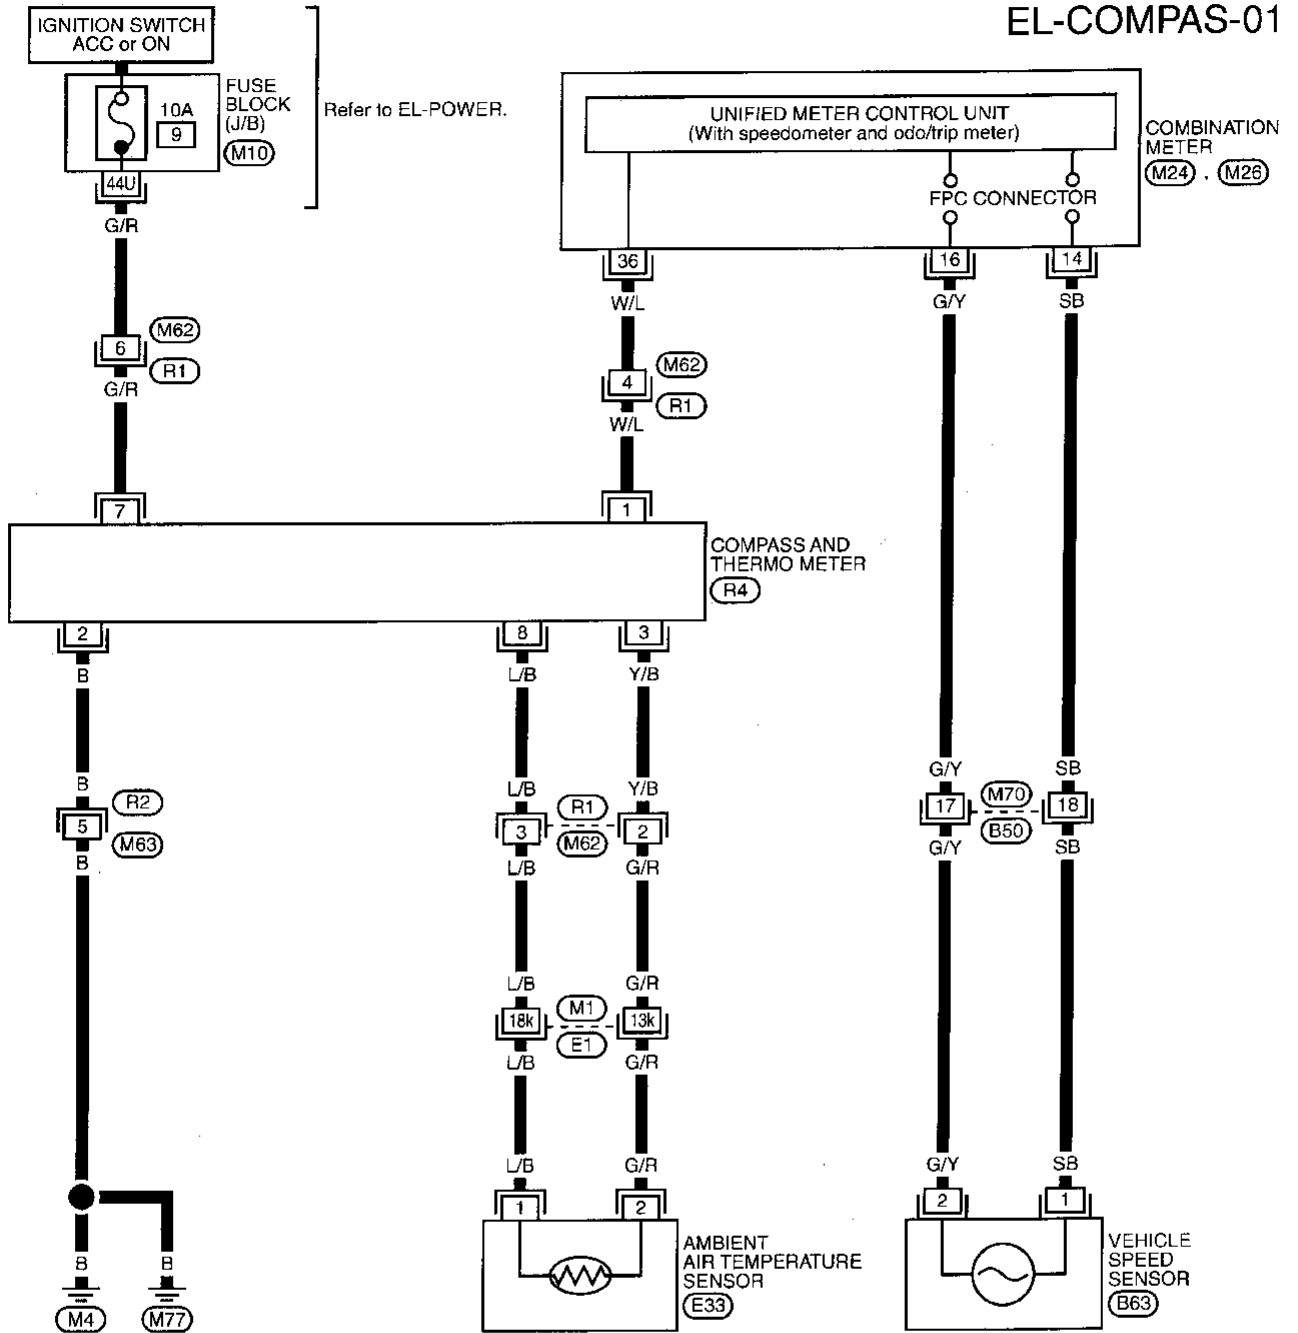 EL-COMPAS-01
IGNITION SWITCH
ACC or ON
FUSE
BLOCK
(J/B)
M10
10A
9
44U
Refer to EL-POWER.
UNIFIED METER CONTROL UNIT
(With speedometer and odo/trip meter)
FPC CONNECTOR
COMBINATION
METER
M24 , M26
36
16
14
G/R
W/L
G/Y
SB
6
M62
R1
G/R
4
M62
R1
W/L
7
1
COMPASS AND
THERMO METER
R4
2
8
3
B
L/B
Y/B
B
L/B
Y/B
G/Y
SB
5
R2
M63
3
R1
M62
2
17
M70
B50
18
B
L/B
G/R
G/Y
SB
L/B
G/R
18k
M1
E1
13k
L/B
G/R
L/B
G/R
G/Y
SB
1
2
2
1
B
B
M4
M77
AMBIENT
AIR TEMPERATURE
SENSOR
E33
VEHICLE
SPEED
SENSOR
B63